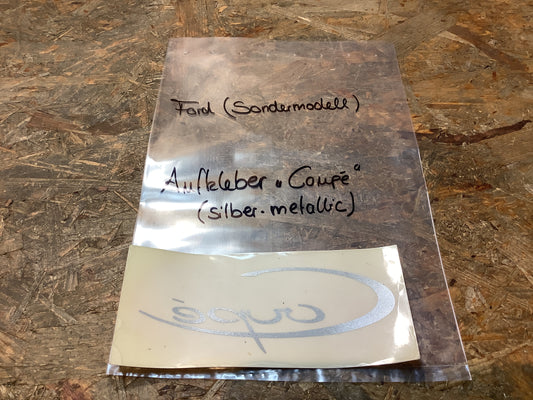 Ford (Sondermodell)
„Aufkleber „Coupé“
(silber-metallic)
Coupé